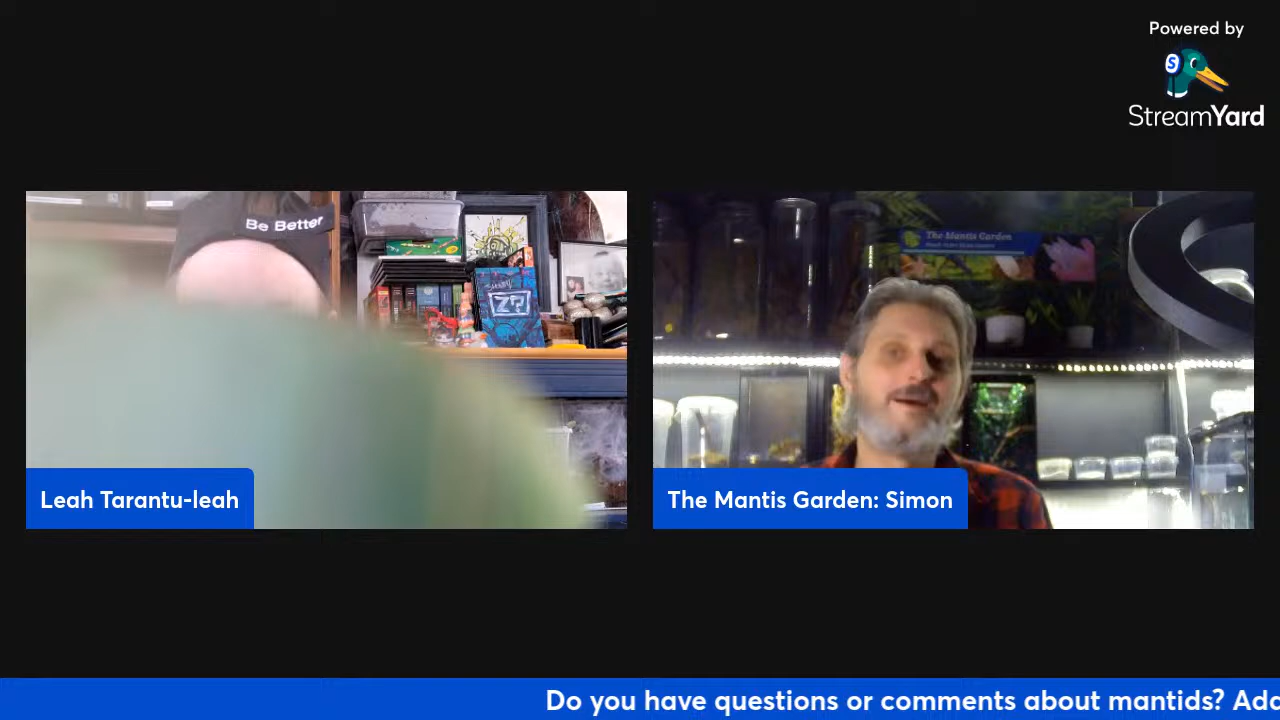 Powered by
S
StreamYard
Be Better
Z?
The Mantis Garden
Leah Tarantu-leah
The Mantis Garden: Simon
Do you have questions or comments about mantids? Add